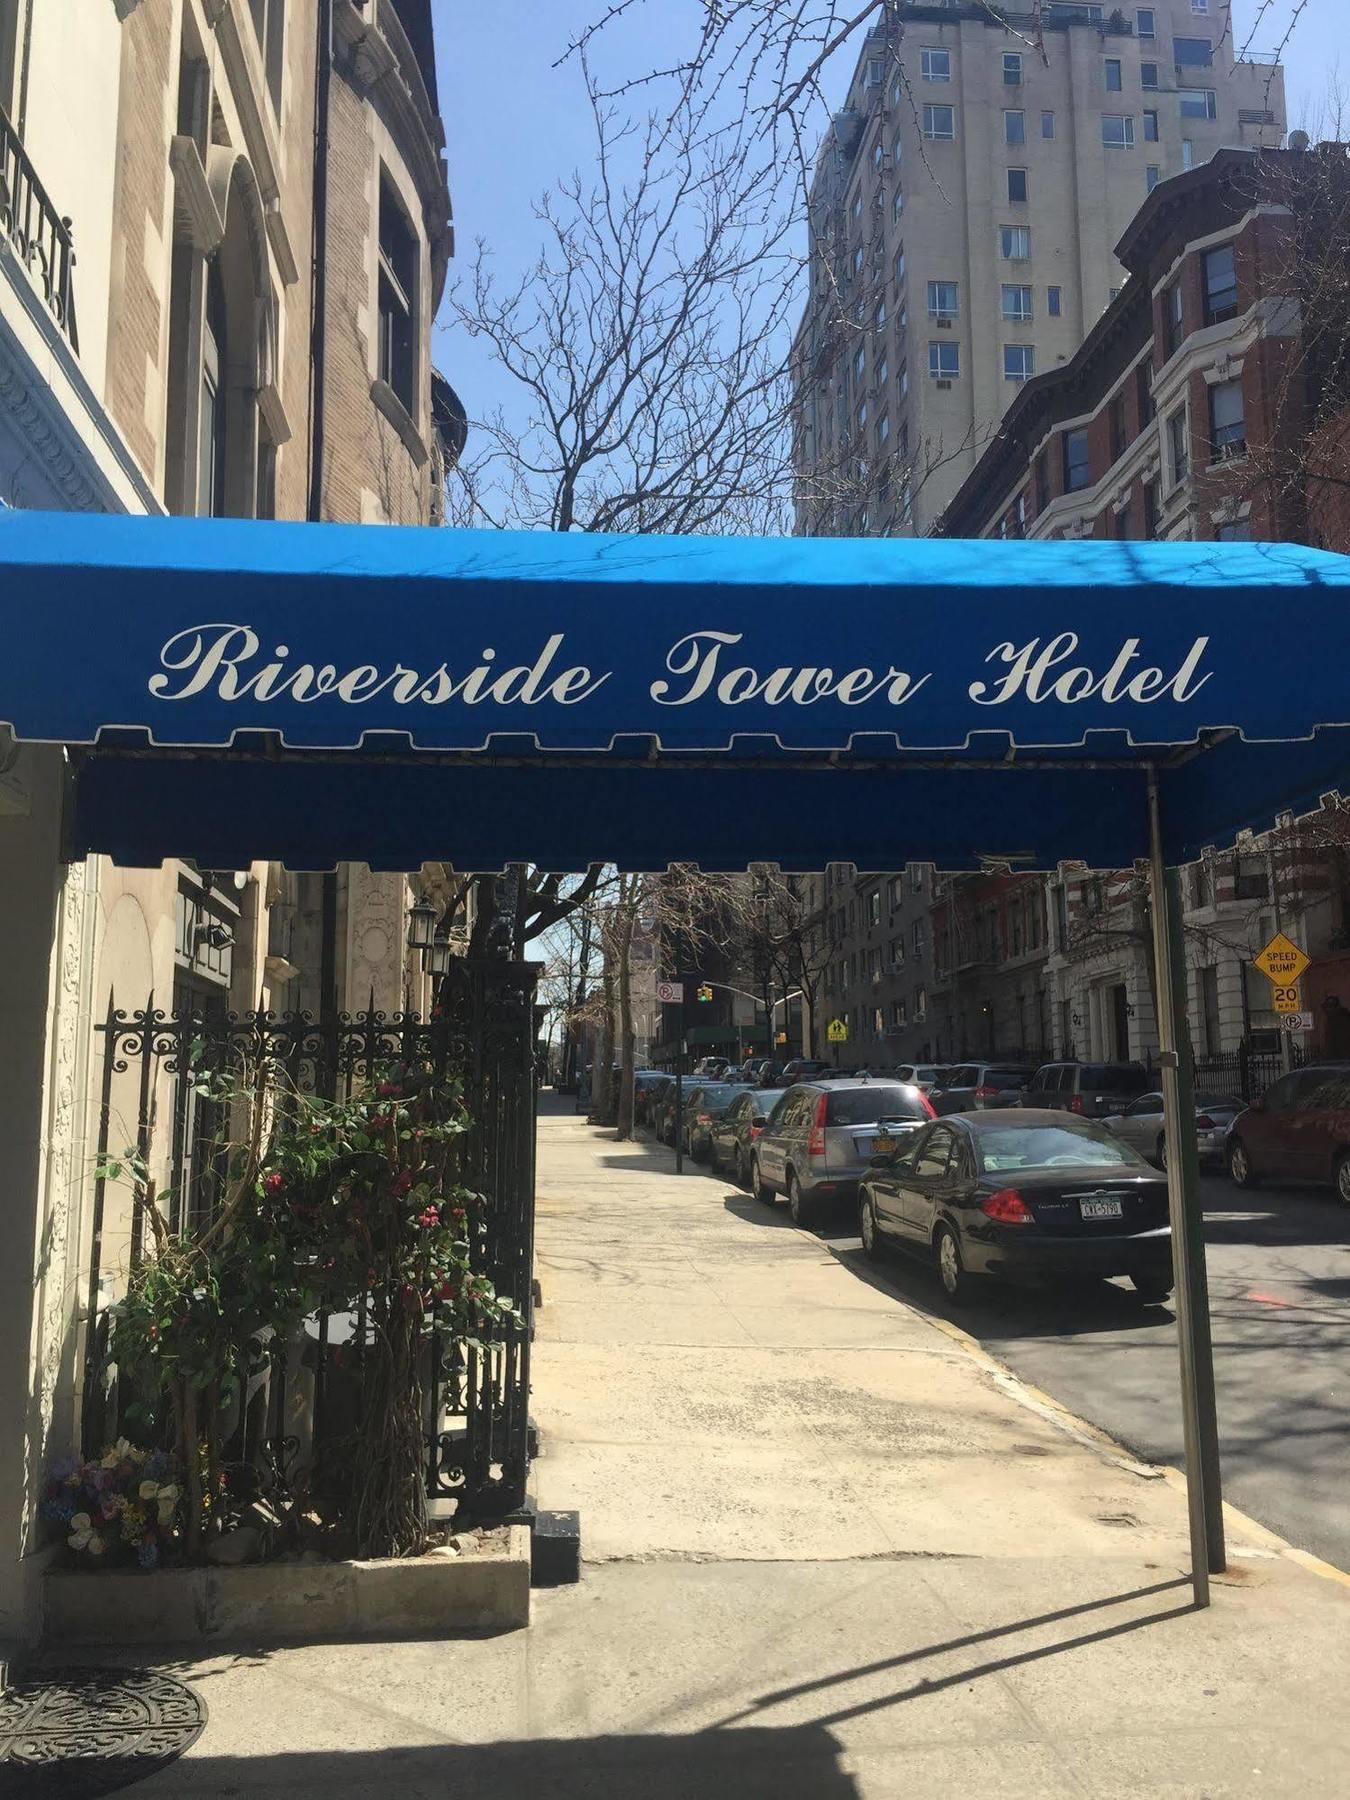 Riverside Tower Hotel
SPEED
BUMP
20
M.P.H.